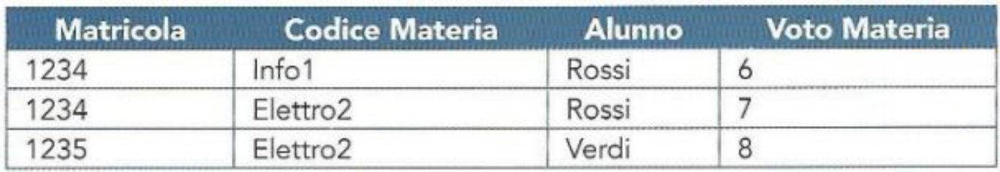 Matricola Codice Materia Alunno Voto Materia
1234 Info1 Rossi 6
1234 Elettro2 Rossi 7
1235 Elettro2 Verdi 8